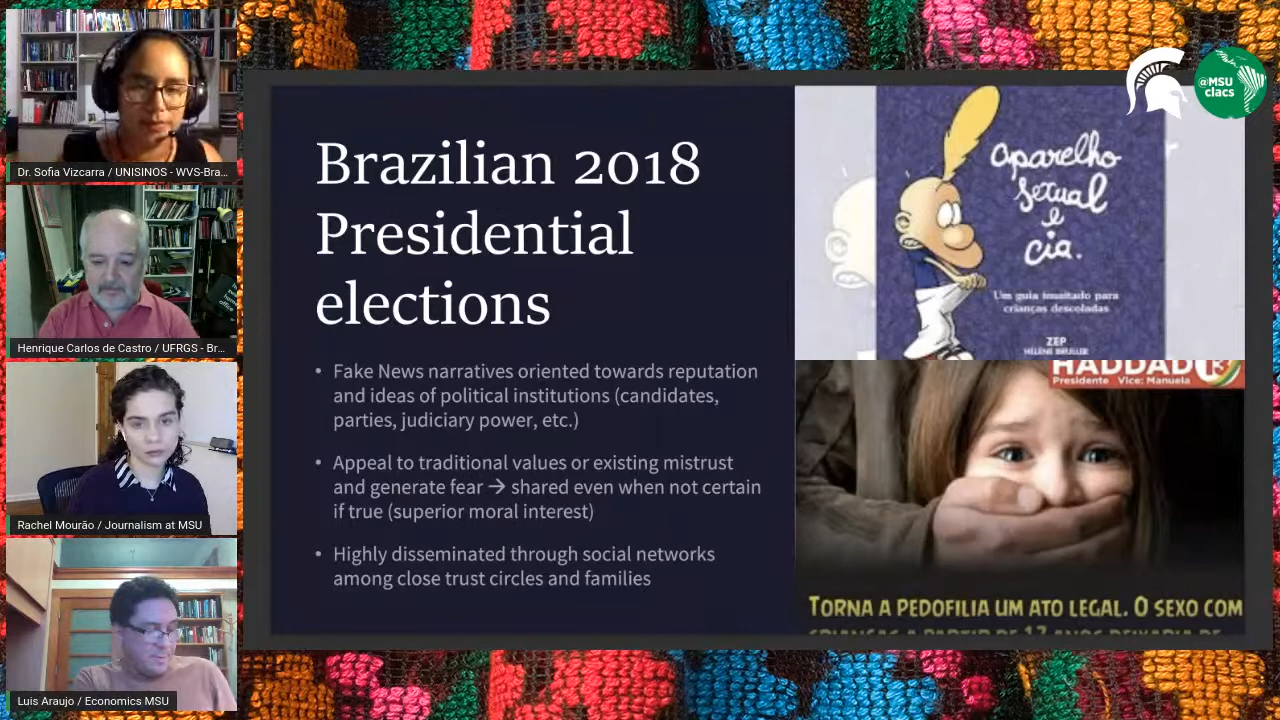 Dr. Sofia Vizcarra / UNISINOS - WVS-Bra...
Henrique Carlos de Castro / UFRGS - Br...
Rachel Mourão / Journalism at MSU
Luis Araujo / Economics MSU
Brazilian 2018
Presidential
elections
• Fake News narratives oriented towards reputation
and ideas of political institutions (candidates,
parties, judiciary power, etc.)
• Appeal to traditional values or existing mistrust
and generate fear → shared even when not certain
if true (superior moral interest)
• Highly disseminated through social networks
among close trust circles and families
@MSU
clacs
aparelho
sexual
e
cia.
Um guia inusitado para
crianças descoladas
ZEP
HÉLÈNE BRULLER
HADDAD 13
Presidente Vice: Manuela
TORNA A PEDOFILIA UM ATO LEGAL. O SEXO COM